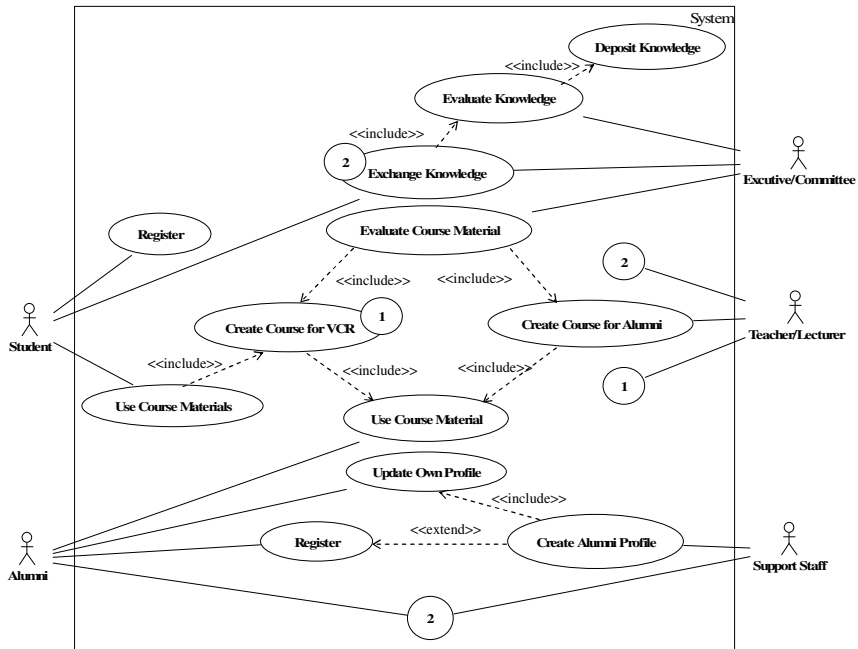 System
Deposit Knowledge
<<include>>
Evaluate Knowledge
<<include>>
2
Exchange Knowledge
Excutive/Committee
Register
Evaluate Course Material
2
<<include>>
<<include>>
1
Create Course for VCR
Create Course for Alumni
Student
Teacher/Lecturer
<<include>>
<<include>>
<<include>>
1
Use Course Materials
Use Course Material
Update Own Profile
<<include>>
<<extend>>
Register
Create Alumni Profile
Alumni
Support Staff
2